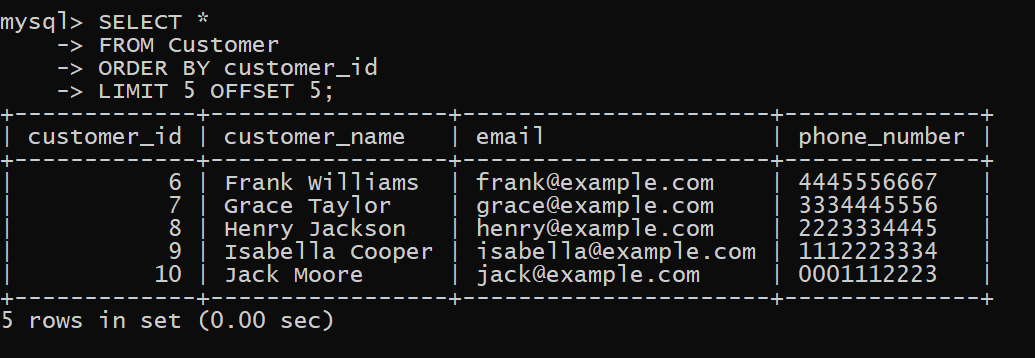 mysql> SELECT *
    -> FROM Customer
    -> ORDER BY customer_id
    -> LIMIT 5 OFFSET 5;
+-------------+-----------------+--------------------+--------------+
| customer_id | customer_name   | email              | phone_number |
+-------------+-----------------+--------------------+--------------+
|           6 | Frank Williams  | frank@example.com  | 4445556667   |
|           7 | Grace Taylor    | grace@example.com  | 3334445556   |
|           8 | Henry Jackson   | henry@example.com  | 2223334445   |
|           9 | Isabella Cooper | isabella@example.com | 1112223334   |
|          10 | Jack Moore      | jack@example.com   | 0001112223   |
+-------------+-----------------+--------------------+--------------+
5 rows in set (0.00 sec)